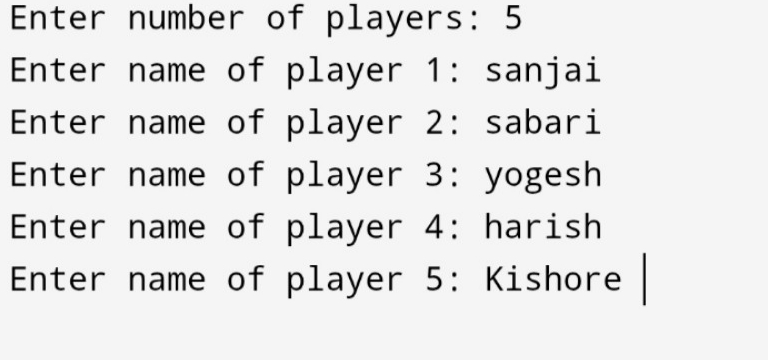 Enter number of players: 5
Enter name of player 1: sanjai
Enter name of player 2: sabari
Enter name of player 3: yogesh
Enter name of player 4: harish
Enter name of player 5: Kishore